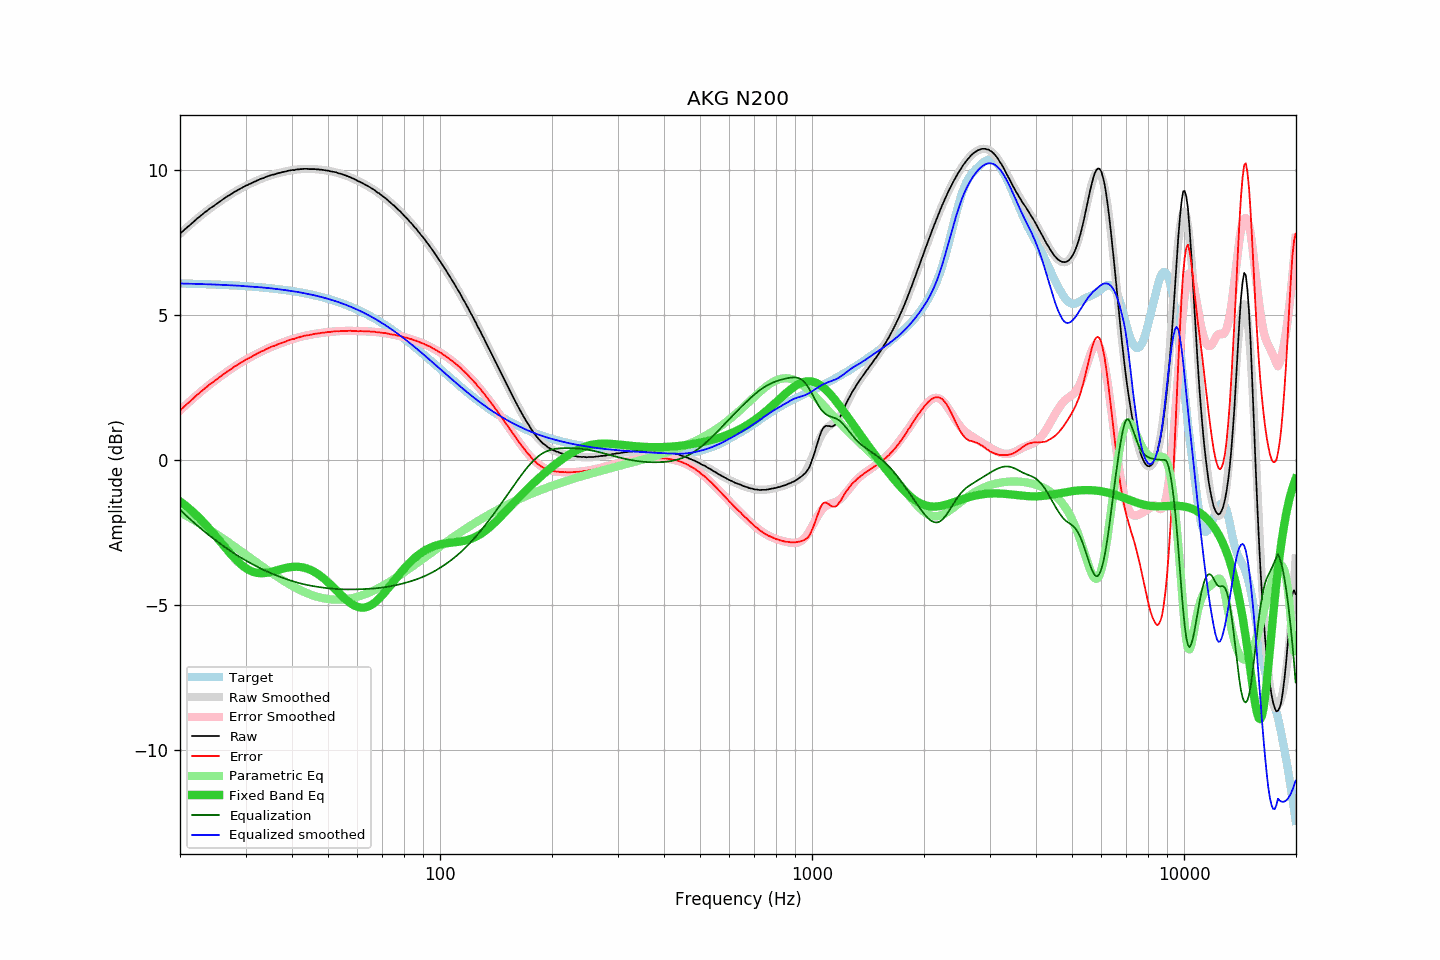 AKG N200
Amplitude (dBr)
10
5
0
−5
−10
Target
Raw Smoothed
Error Smoothed
Raw
Error
Parametric Eq
Fixed Band Eq
Equalization
Equalized smoothed
100
1000
10000
Frequency (Hz)